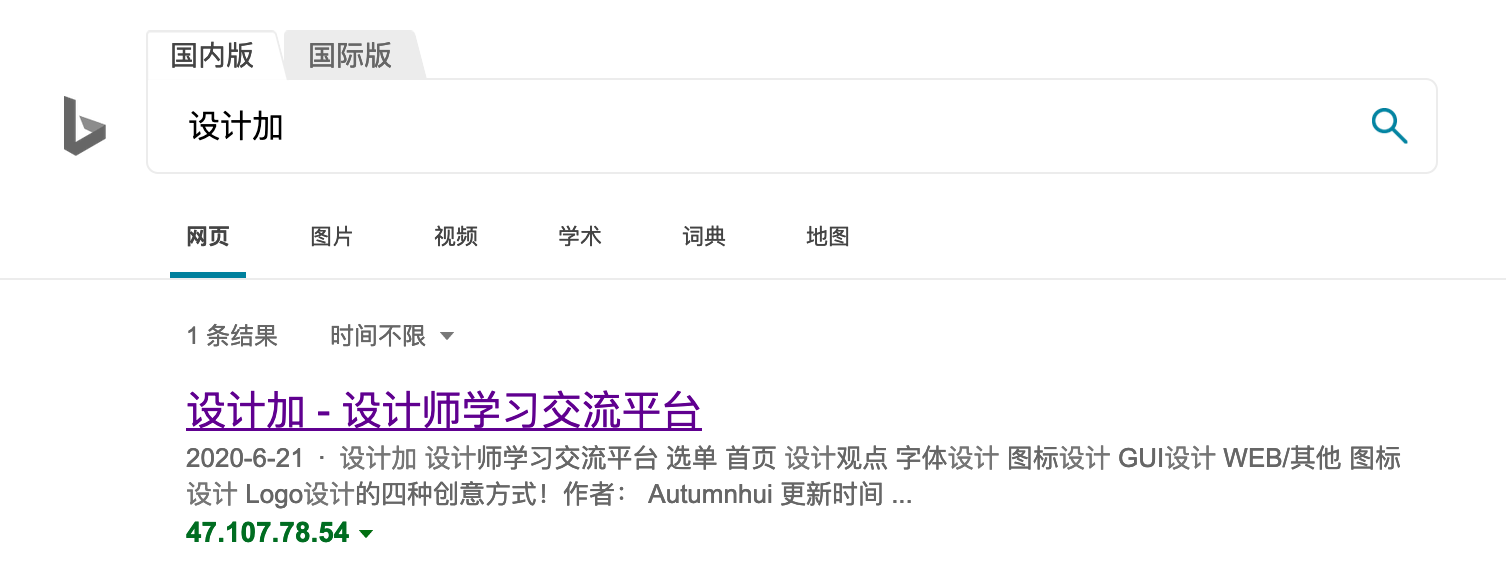 国内版 国际版
设计加
网页 图片 视频 学术 词典 地图
1 条结果 时间不限
设计加 - 设计师学习交流平台
2020-6-21 · 设计加 设计师学习交流平台 选单 首页 设计观点 字体设计 图标设计 GUI设计 WEB/其他 图标
设计 Logo设计的四种创意方式！作者： Autumnhui 更新时间 ...
47.107.78.54